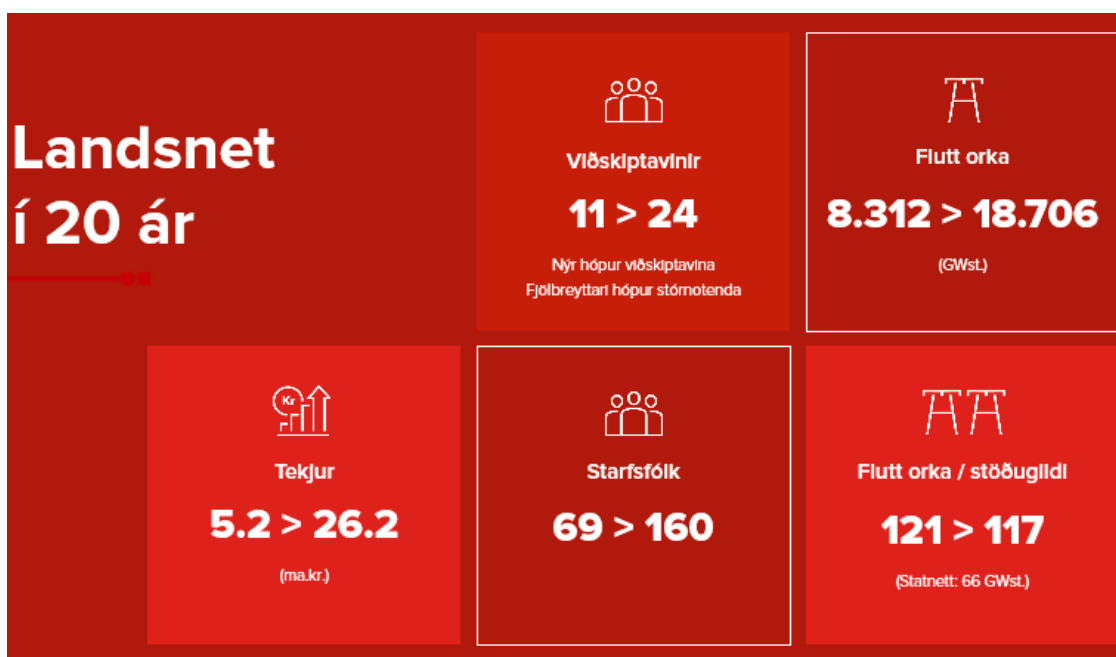 Landsnet
í 20 ár
Viðskiptavinir
11 > 24
Nýr hópur viðskiptavina
Fjölbreyttari hópur stórnotenda
Flutt orka
8.312 > 18.706
(GWst.)
Kr
Tekjur
5.2 > 26.2
(ma.kr.)
Starfsfólk
69 > 160
Flutt orka / stöðugildi
121 > 117
(Statnett: 66 GWst.)